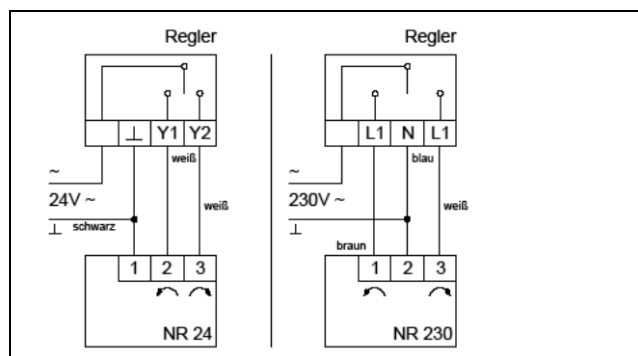 Regler
⊥ Y1 Y2
weiß
~
24V ~
weiß
⊥ schwarz
1 2 3
NR 24
Regler
L1 N L1
blau
~
230V ~
weiß
⊥
braun
1 2 3
NR 230